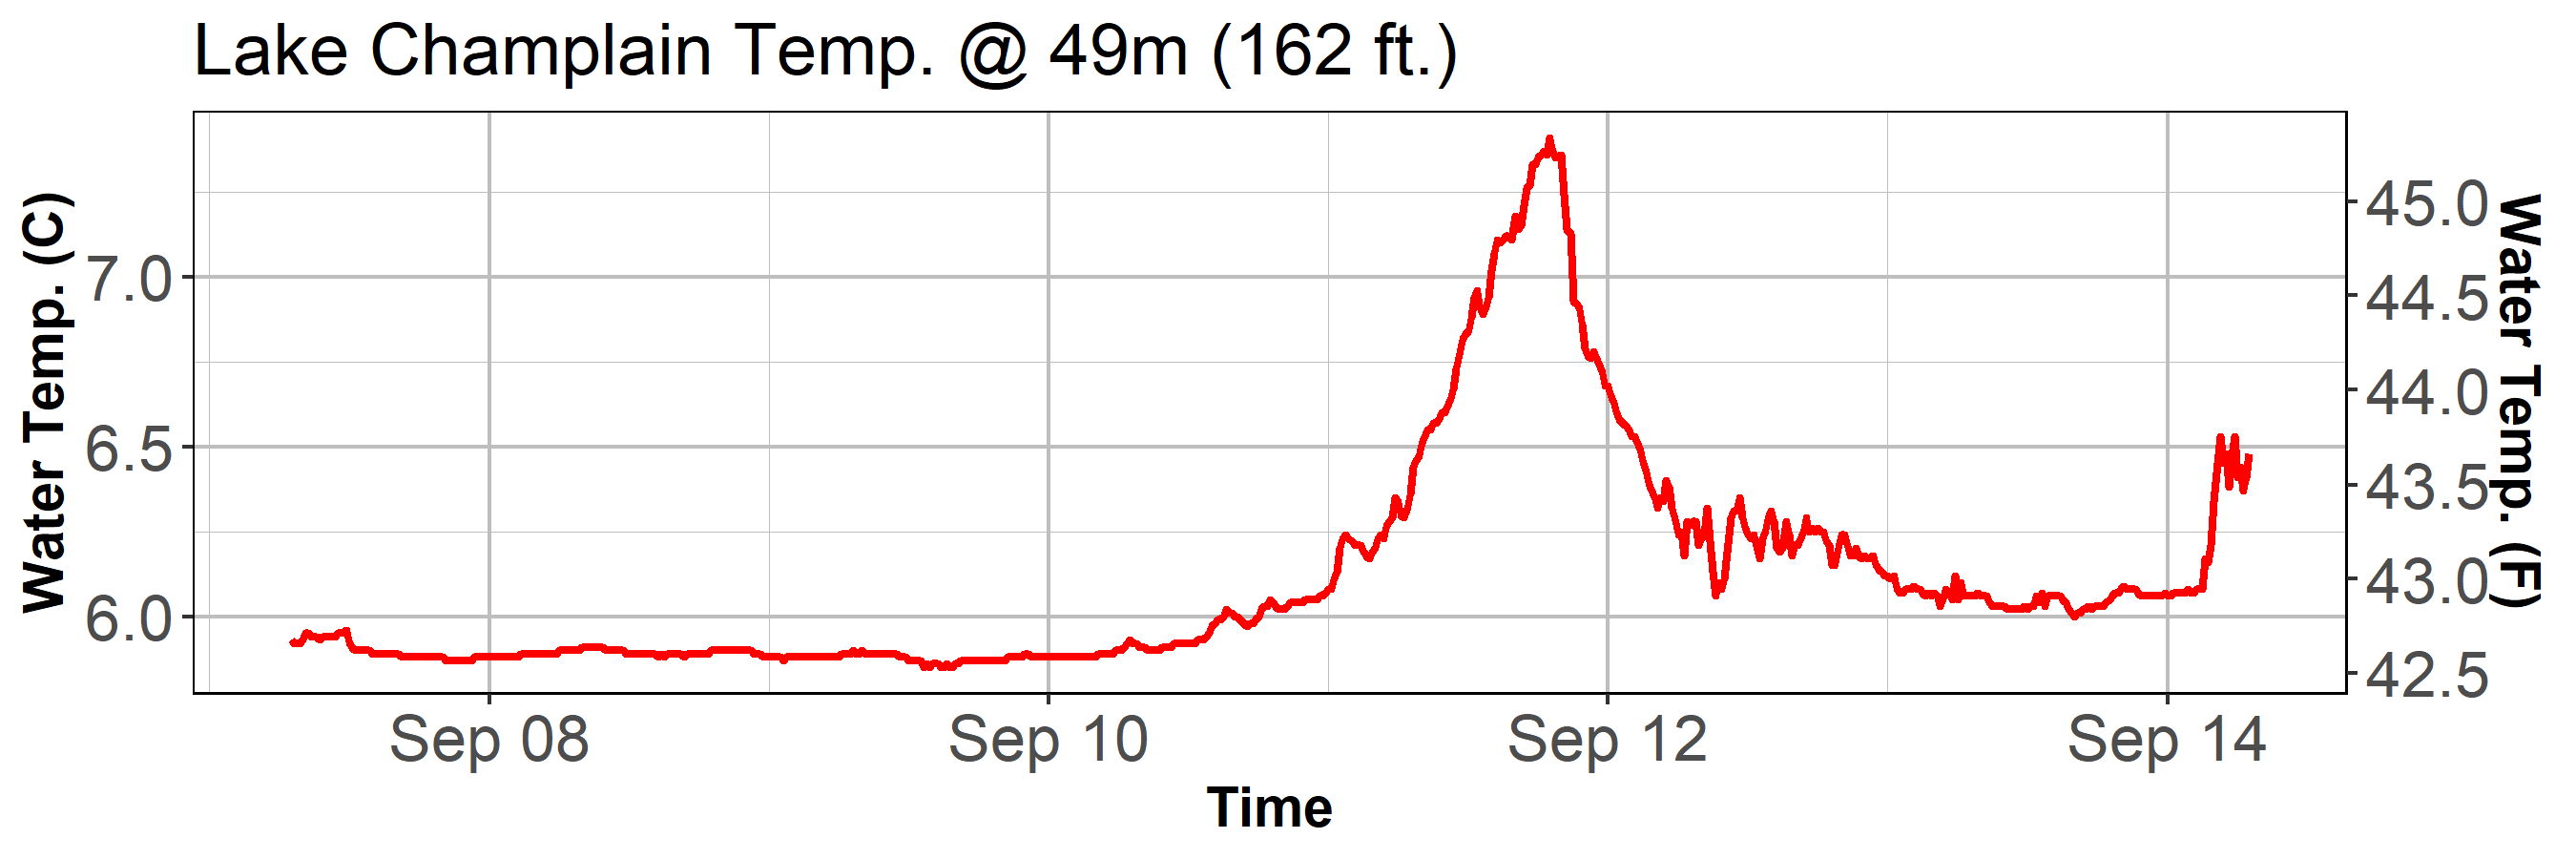 Lake Champlain Temp. @ 49m (162 ft.)
Water Temp. (C)
7.0
6.5
6.0
45.0
44.5
44.0
43.5
43.0
42.5
Water Temp. (F)
Sep 08
Sep 10
Sep 12
Sep 14
Time